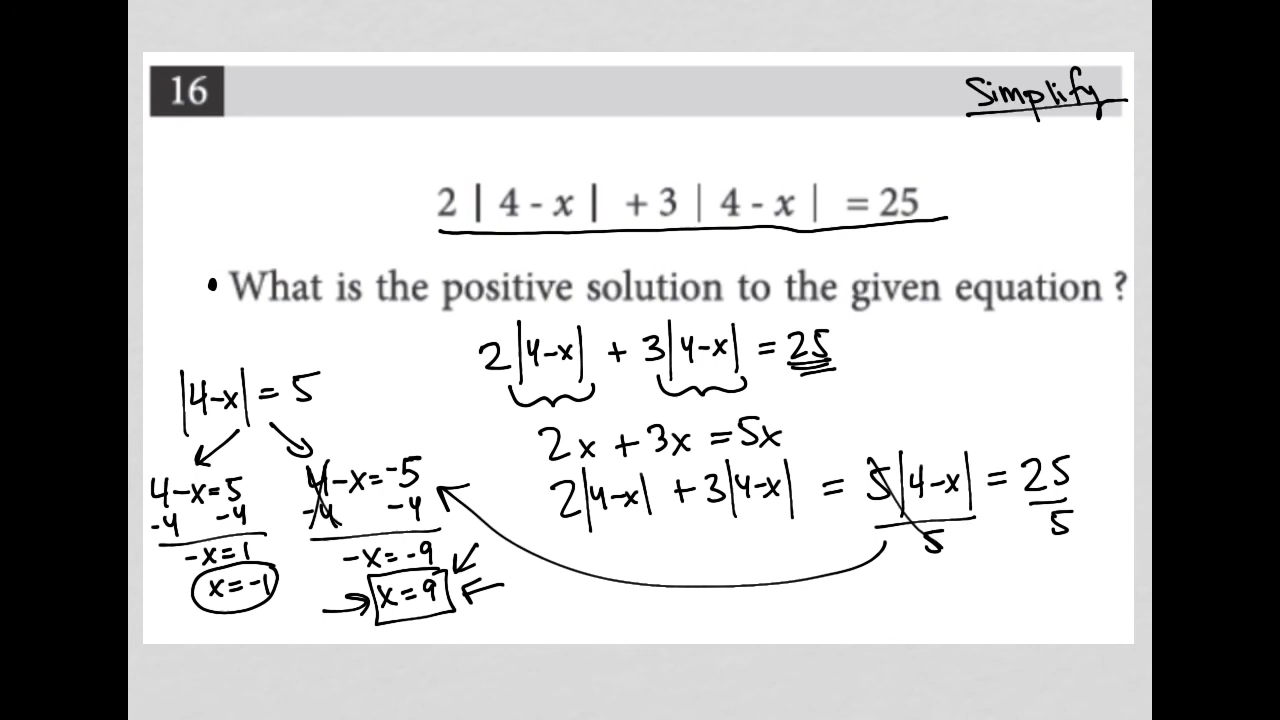 16
Simplify
2 | 4 - x | + 3 | 4 - x | = 25
• What is the positive solution to the given equation ?
2|4-x| + 3|4-x| = 25
|4-x| = 5
2x + 3x = 5x
2|4-x| + 3|4-x| = 5|4-x| = 25
5 5
4-x=5
-4 -4
-x=1
x=-1
4-x=-5
-4 -4
-x=-9
x=9